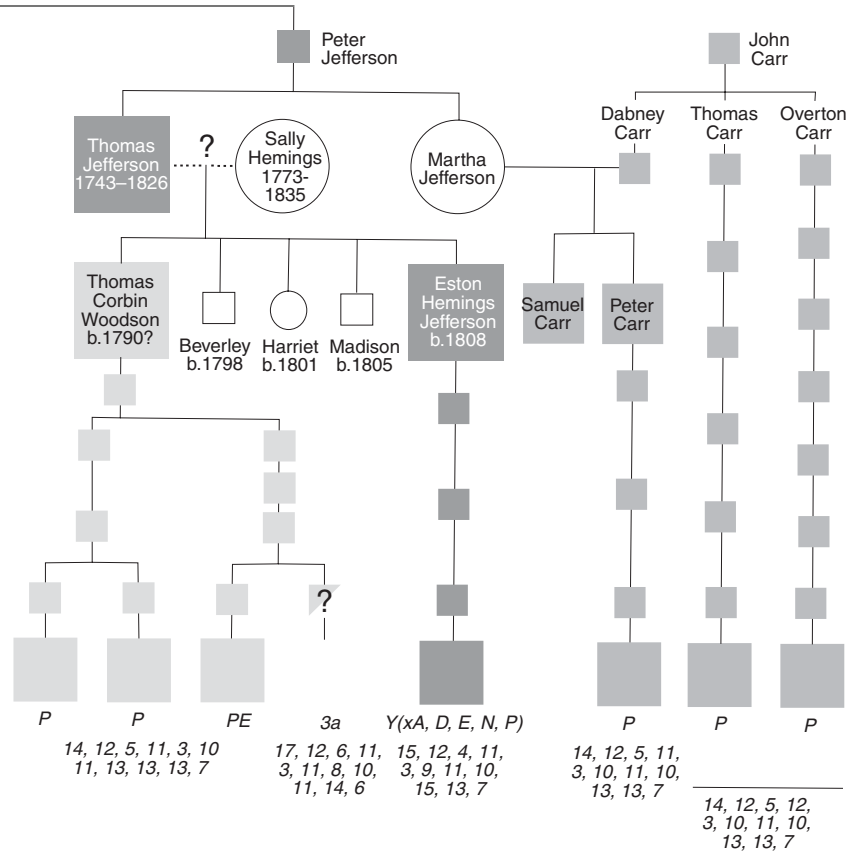 Peter
Jefferson
John
Carr
Thomas
Jefferson
1743–1826
?
Sally
Hemings
1773-
1835
Martha
Jefferson
Dabney
Carr
Thomas
Carr
Overton
Carr
Thomas
Corbin
Woodson
b.1790?
Beverley
b.1798
Harriet
b.1801
Madison
b.1805
Eston
Hemings
Jefferson
b.1808
Samuel
Carr
Peter
Carr
?
P
P
PE
3a
Y(xA, D, E, N, P)
P
P
P
14, 12, 5, 11, 3, 10
11, 13, 13, 13, 7
17, 12, 6, 11,
3, 11, 8, 10,
11, 14, 6
15, 12, 4, 11,
3, 9, 11, 10,
15, 13, 7
14, 12, 5, 11,
3, 10, 11, 10,
13, 13, 7
14, 12, 5, 12,
3, 10, 11, 10,
13, 13, 7